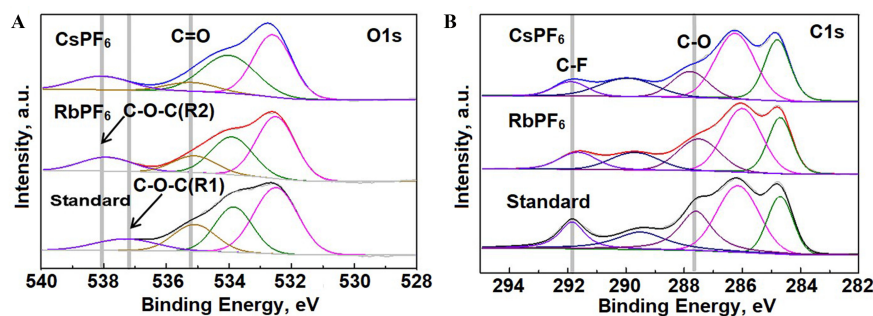 A
CsPF6
C=O
O1s
RbPF6
C-O-C(R2)
C-O-C(R1)
Standard
Intensity, a.u.
540 538 536 534 532 530 528
Binding Energy, eV
B
CsPF6
C-O
C1s
C-F
RbPF6
Standard
Intensity, a.u.
294 292 290 288 286 284 282
Binding Energy, eV